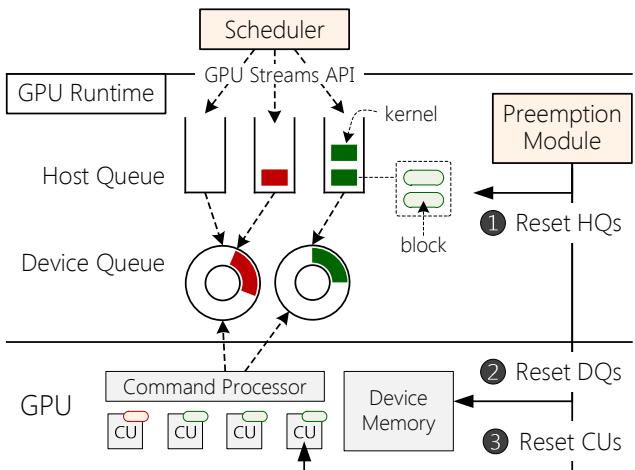 Scheduler
GPU Streams API
GPU Runtime
kernel
Preemption
Module
Host Queue
block
❶ Reset HQs
Device Queue
❷ Reset DQs
Command Processor
GPU
Device
Memory
CU CU CU CU
❸ Reset CUs